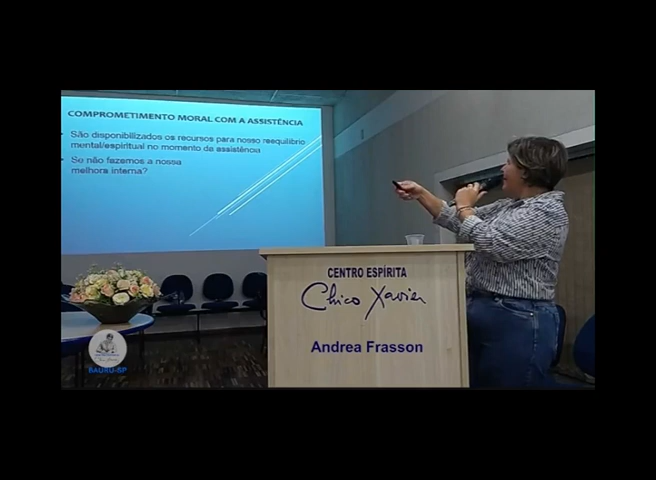 COMPROMETIMENTO MORAL COM A ASSISTÊNCIA
São disponibilizados os recursos para nosso reequilíbrio
mental/espiritual no momento da assistência
Se não fazemos a nossa
melhora interna?
CENTRO ESPÍRITA
Chico Xavier
Andrea Frasson
BAURU-SP